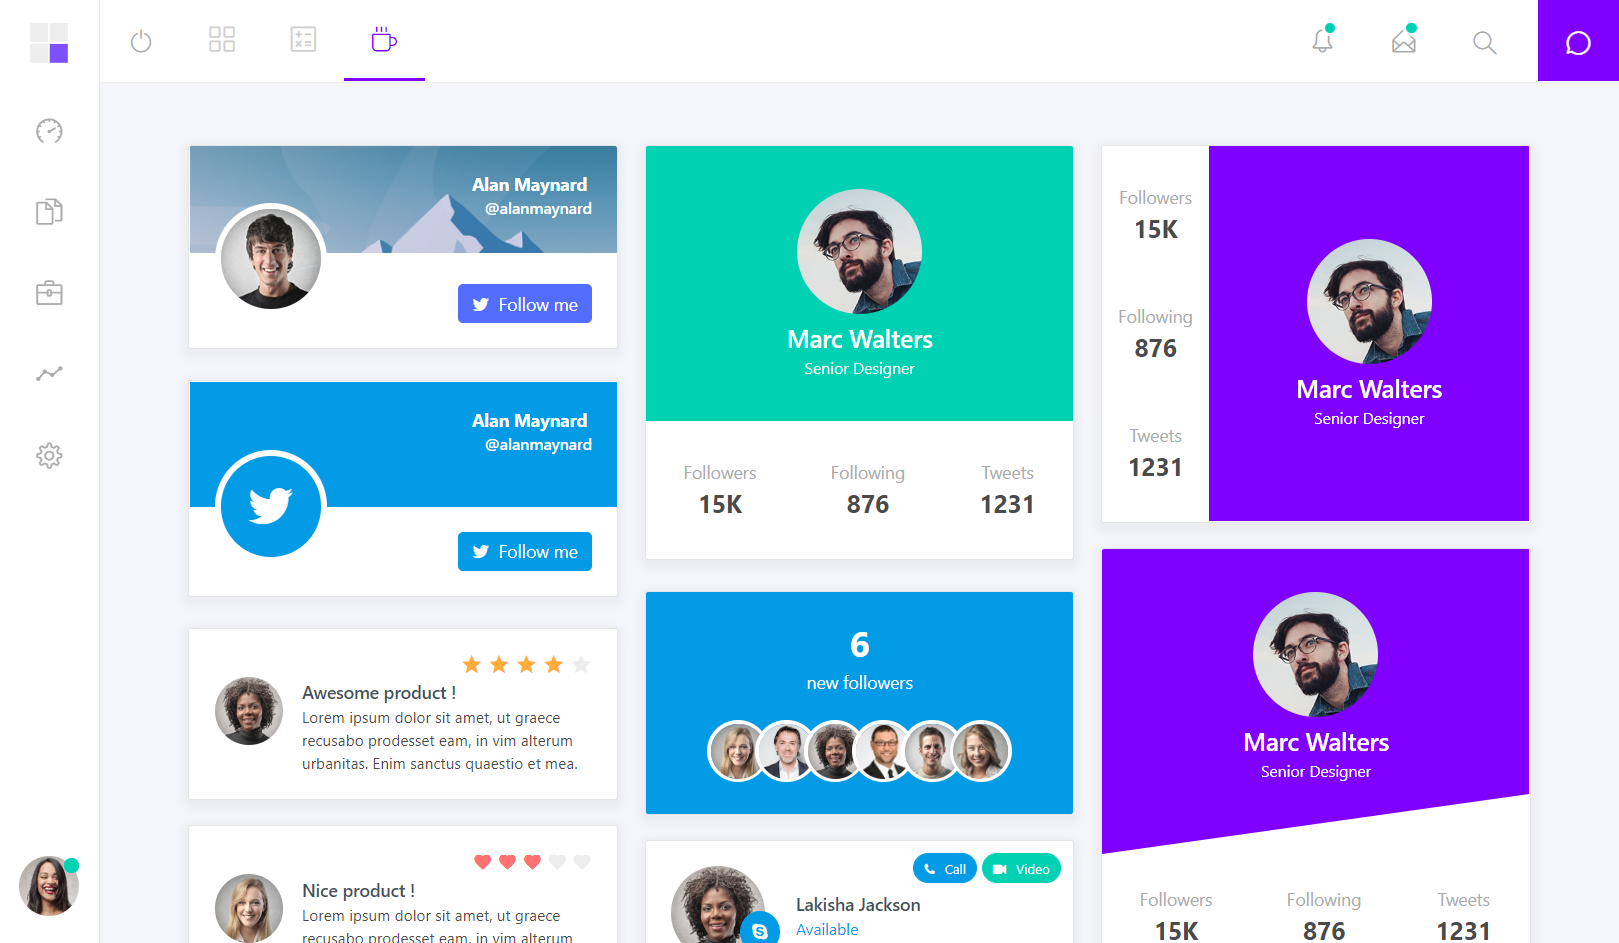 Alan Maynard
@alanmaynard
Follow me
Alan Maynard
@alanmaynard
Follow me
Awesome product !
Lorem ipsum dolor sit amet, ut graece
recusabo prodesset eam, in vim alterum
urbanitas. Enim sanctus quaestio et mea.
Nice product !
Lorem ipsum dolor sit amet, ut graece
recusabo prodesset eam, in vim alterum
Marc Walters
Senior Designer
Followers Following Tweets
15K 876 1231
6
new followers
Call Video
Lakisha Jackson
Available
Followers
15K
Following
876
Tweets
1231
Marc Walters
Senior Designer
Marc Walters
Senior Designer
Followers Following Tweets
15K 876 1231